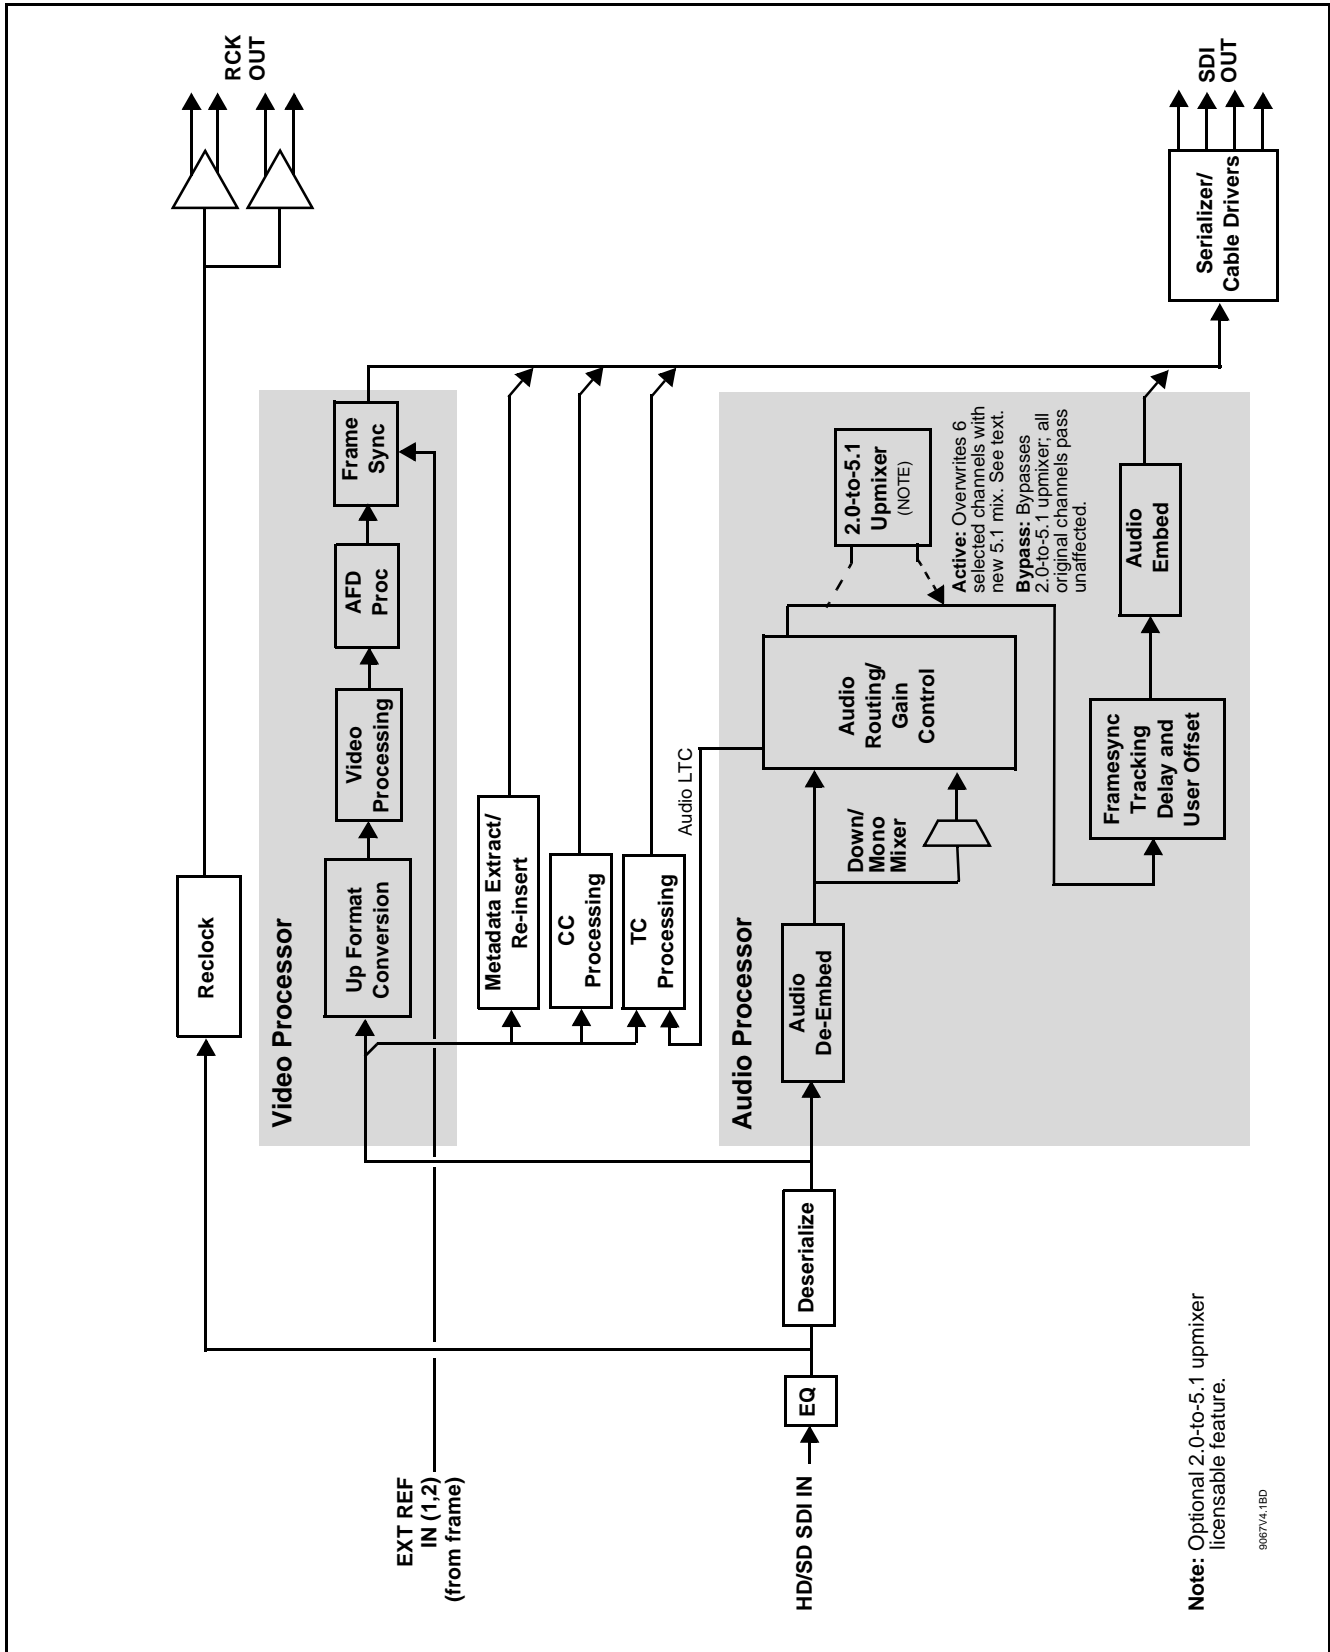 RCK
OUT
SDI
OUT
Serializer/
Cable Drivers
Reclock
Video Processor
Up Format
Conversion
Video
Processing
AFD
Proc
Frame
Sync
Metadata Extract/
Re-insert
CC
Processing
TC
Processing
Audio LTC
Audio Processor
Audio
De-Embed
Down/
Mono
Mixer
Audio
Routing/
Gain
Control
2.0-to-5.1
Upmixer
(NOTE)
Active: Overwrites 6
selected channels with
new 5.1 mix. See text.
Bypass: Bypasses
2.0-to-5.1 upmixer; all
original channels pass
unaffected.
Framesync
Tracking
Delay and
User Offset
Audio
Embed
EXT REF
IN (1,2)
(from frame)
HD/SD SDI IN
EQ
Deserialize
Note: Optional 2.0-to-5.1 upmixer
licensable feature.
9067V4.1BD